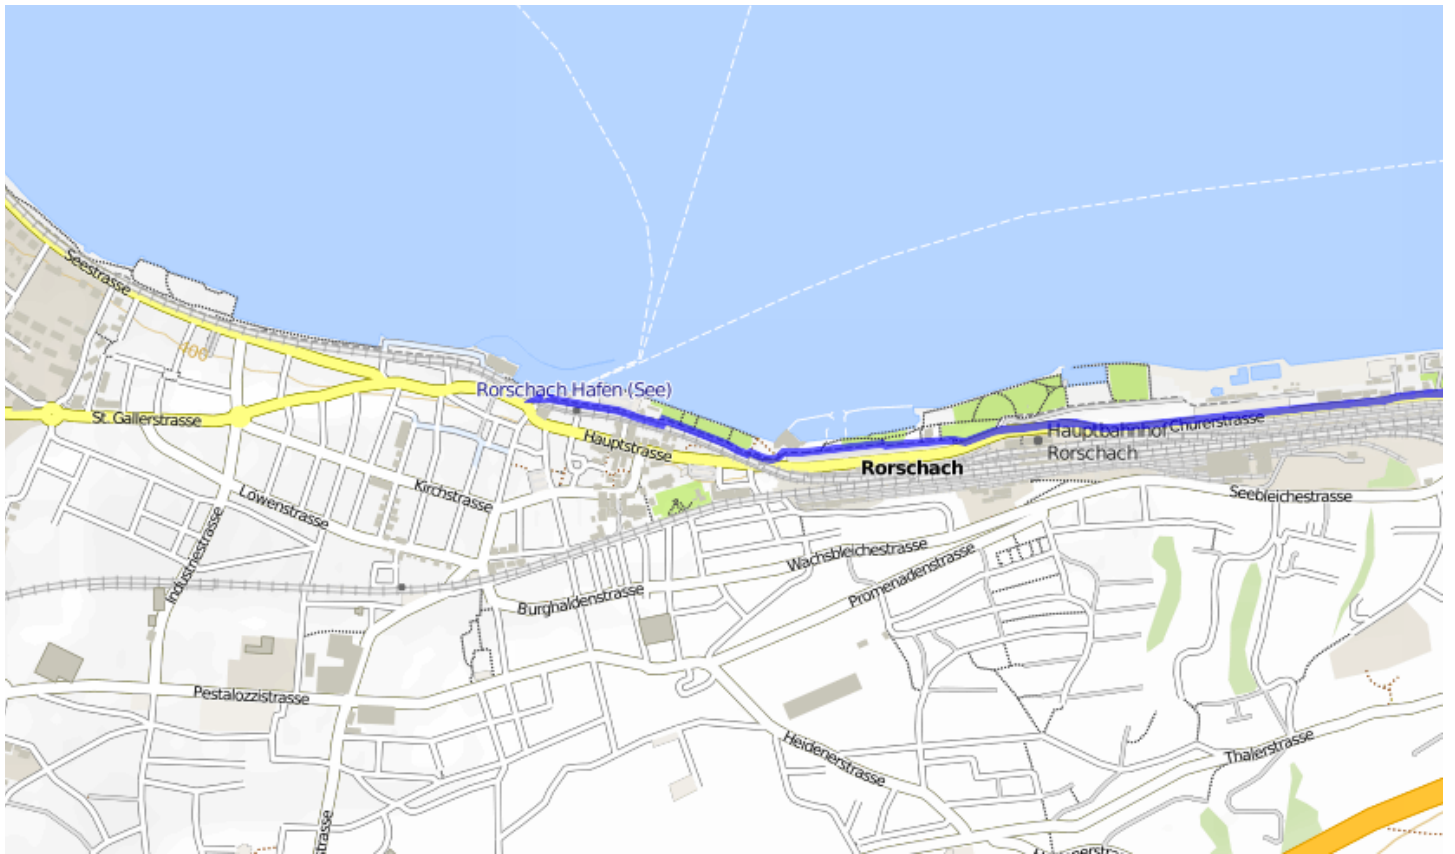 Seestrasse
400
Rorschach Hafen (See)
St. Gallerstrasse
Hauptstrasse
Churerstrasse
Hauptbahnhof
Rorschach
Rorschach
Kirchstrasse
Löwenstrasse
Seebleichestrasse
Industriestrasse
Wachsbleichestrasse
Promenadenstrasse
Burghaldenstrasse
Pestalozzistrasse
Heidenerstrasse
Thalerstrasse